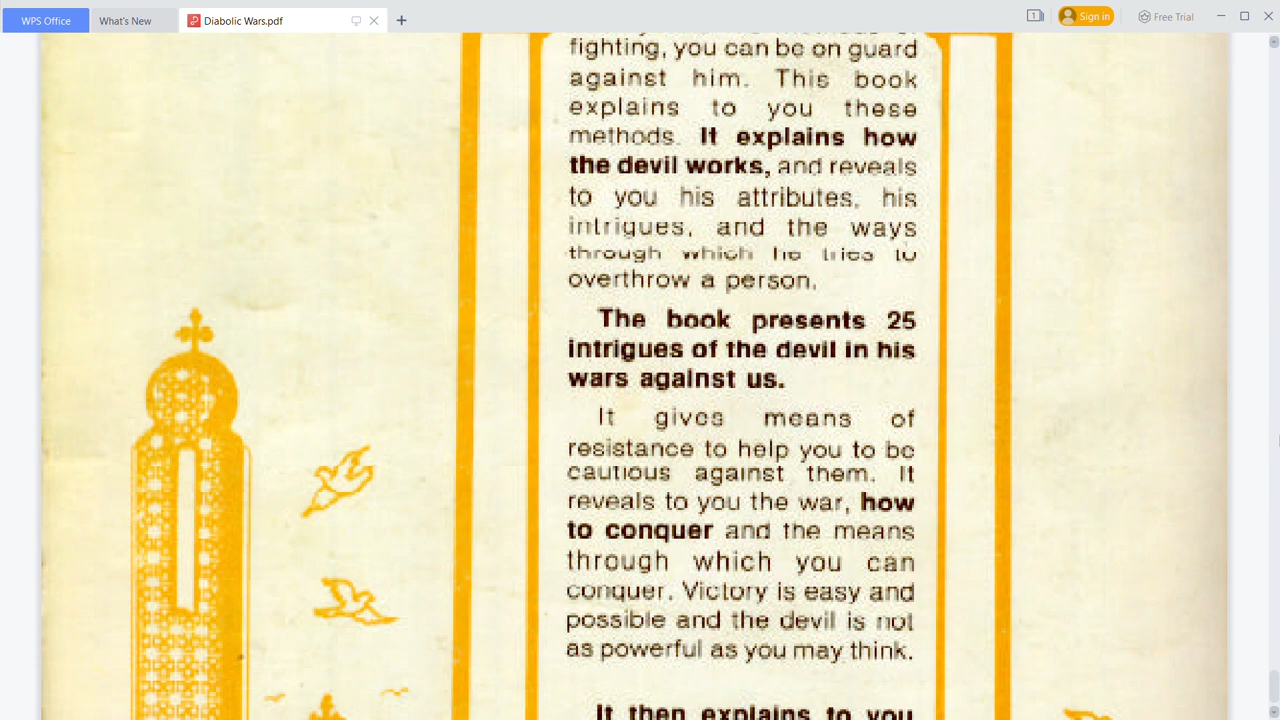 WPS Office
What's New
Diabolic Wars.pdf
1
Sign in
Free Trial
fighting, you can be on guard
against him. This book
explains to you these
methods. It explains how
the devil works, and reveals
to you his attributes, his
intrigues, and the ways
through which he tries to
overthrow a person.
The book presents 25
intrigues of the devil in his
wars against us.
It gives means of
resistance to help you to be
cautious against them. It
reveals to you the war, how
to conquer and the means
through which you can
conquer. Victory is easy and
possible and the devil is not
as powerful as you may think.
It then explains to you